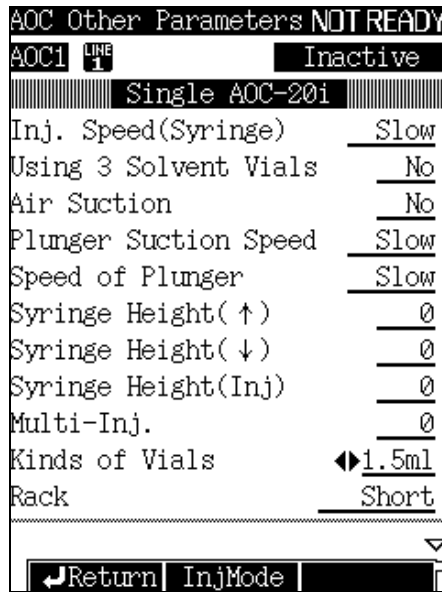 AOC Other Parameters NOT READY
AOC1 LINE 1 Inactive
Single AOC-20i
Inj. Speed(Syringe) Slow
Using 3 Solvent Vials No
Air Suction No
Plunger Suction Speed Slow
Speed of Plunger Slow
Syringe Height(↑) 0
Syringe Height(↓) 0
Syringe Height(Inj) 0
Multi-Inj. 0
Kinds of Vials 1.5ml
Rack Short
Return InjMode